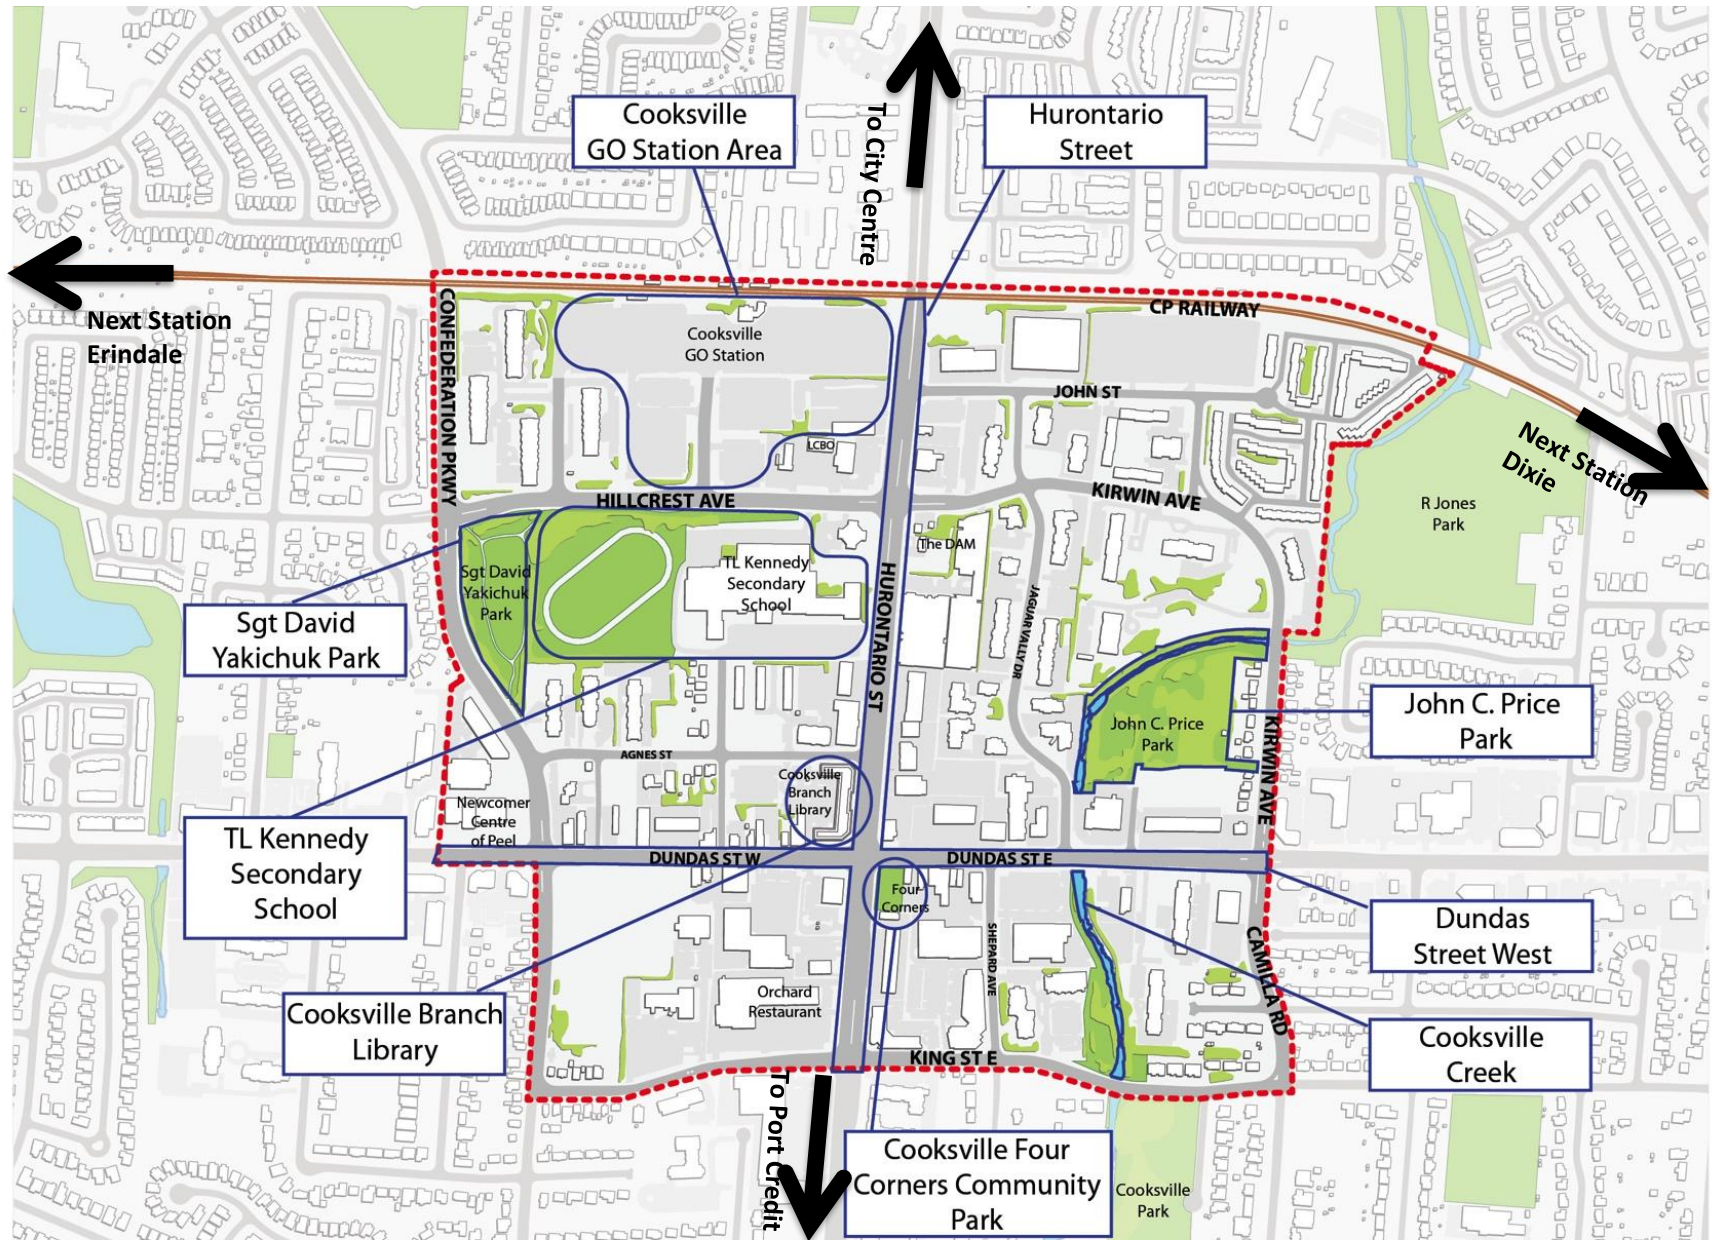 Cooksville
GO Station Area
To City Centre
Hurontario
Street
Next Station
Erindale
CONFEDERATION PKWY
CP RAILWAY
Cooksville
GO Station
JOHN ST
LCBO
Next Station
Dixie
HILLCREST AVE
KIRWIN AVE
R Jones
Park
The DAM
Sgt David
Yakichuk
Park
TL Kennedy
Secondary
School
HURONTARIO ST
JAGUAR VALLY DR
Sgt David
Yakichuk Park
John C. Price
Park
John C. Price
Park
KIRWIN AVE
AGNES ST
Cooksville
Branch
Library
Newcomer
Centre
of Peel
TL Kennedy
Secondary
School
DUNDAS ST W
DUNDAS ST E
Four
Corners
Dundas
Street West
SHEPARD AVE
CAMILLA RD
Orchard
Restaurant
Cooksville Branch
Library
Cooksville
Creek
KING ST E
To Port Credit
Cooksville Four
Corners Community
Park
Cooksville
Park